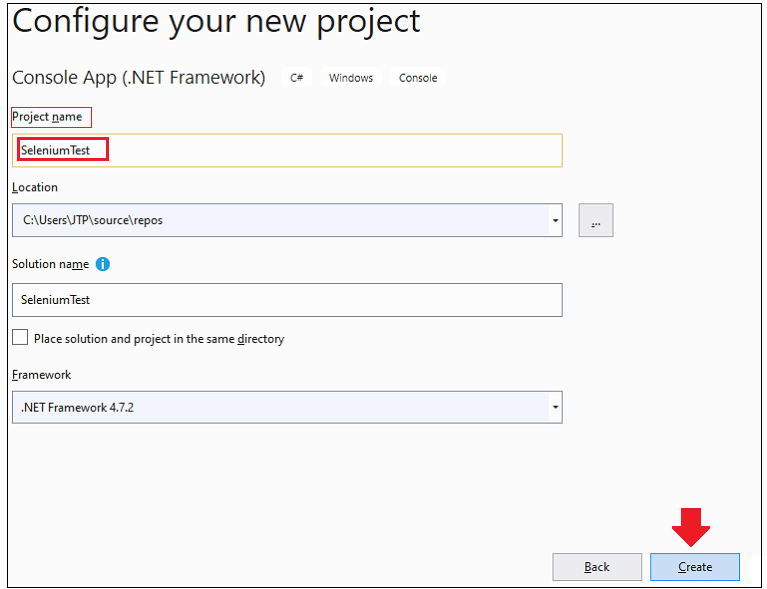 Configure your new project
Console App (.NET Framework) C# Windows Console
Project name
SeleniumTest
Location
C:\Users\JTP\source\repos
...
Solution name
SeleniumTest
Place solution and project in the same directory
Framework
.NET Framework 4.7.2
Back Create